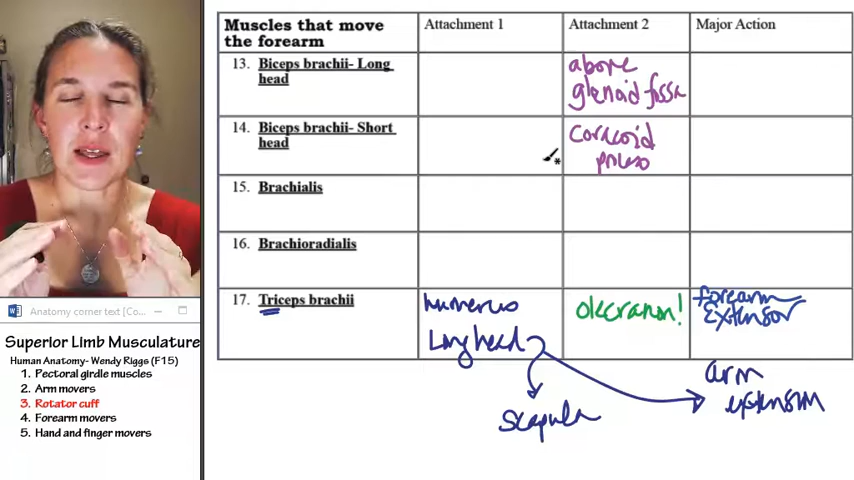 Muscles that move
the forearm
Attachment 1
Attachment 2
Major Action
13. Biceps brachii- Long
head
above
glenoid fossa
14. Biceps brachii- Short
head
coracoid
process
15. Brachialis
16. Brachioradialis
17. Triceps brachii
humerus
Long head
olecranon!
forearm
Extensor
arm
extension
scapula
Anatomy corner text [Co...
Superior Limb Musculature
Human Anatomy- Wendy Riggs (F15)
1. Pectoral girdle muscles
2. Arm movers
3. Rotator cuff
4. Forearm movers
5. Hand and finger movers